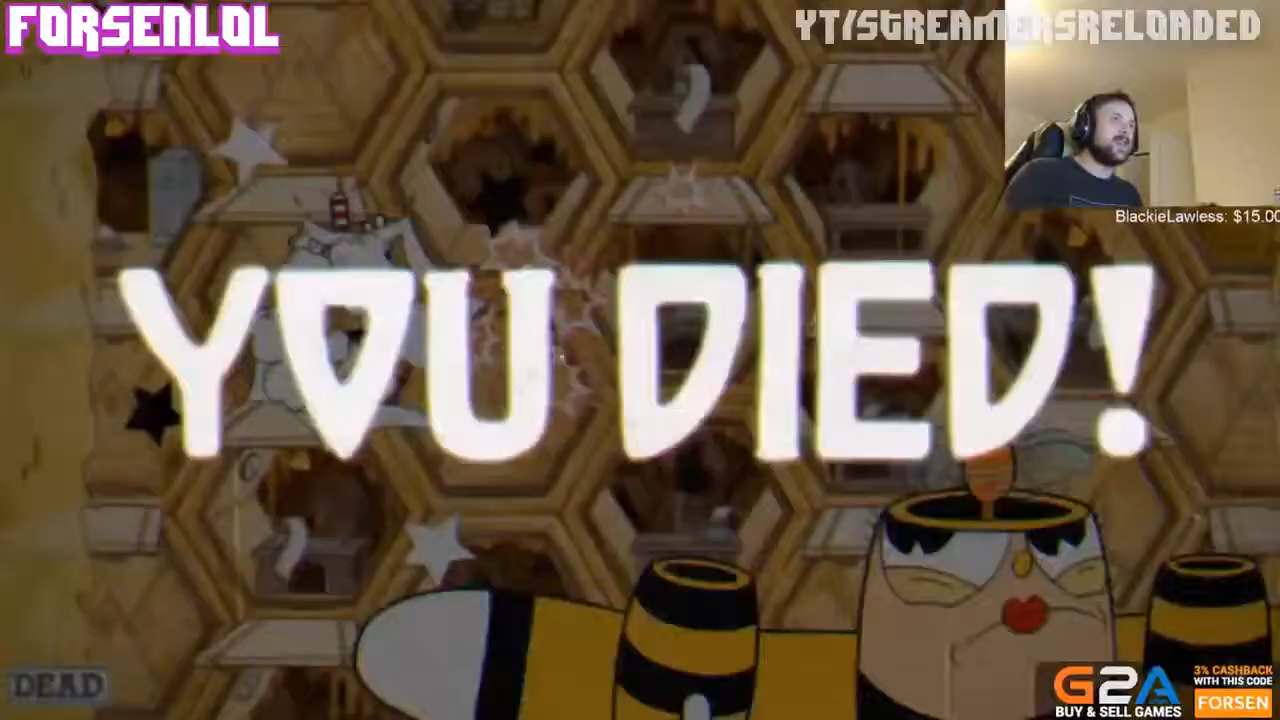 FORSENLOL
YT/STREAMERSRELOADED
BlackieLawless: $15.00
YOU DIED!
DEAD
G2A
BUY & SELL GAMES
3% CASHBACK
WITH THIS CODE
FORSEN